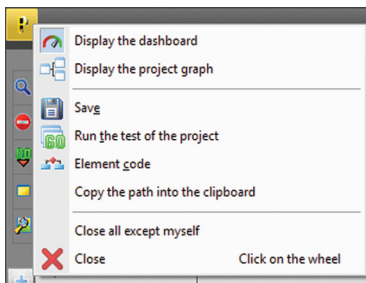 Display the dashboard
Display the project graph
Save
GO
Run the test of the project
Element code
Copy the path into the clipboard
Close all except myself
Close Click on the wheel